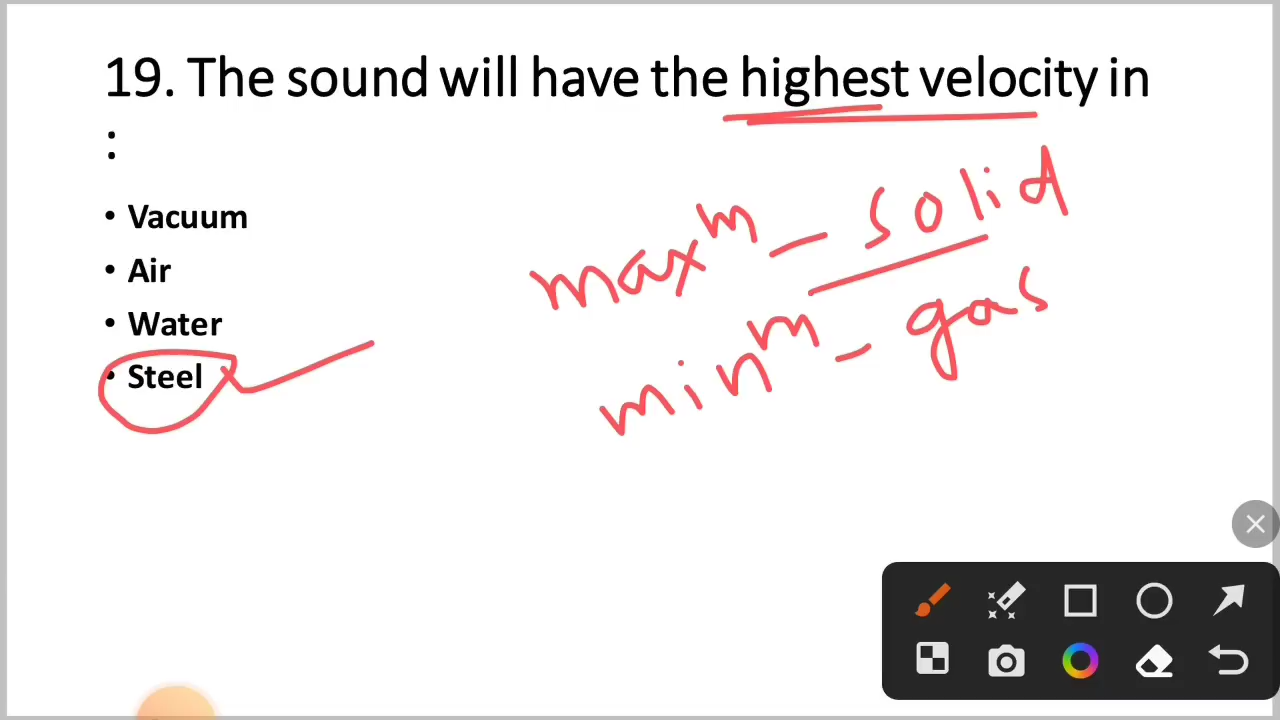 19. The sound will have the highest velocity in
:
• Vacuum
• Air
• Water
• Steel
maxᵐ - solid
minᵐ - gas